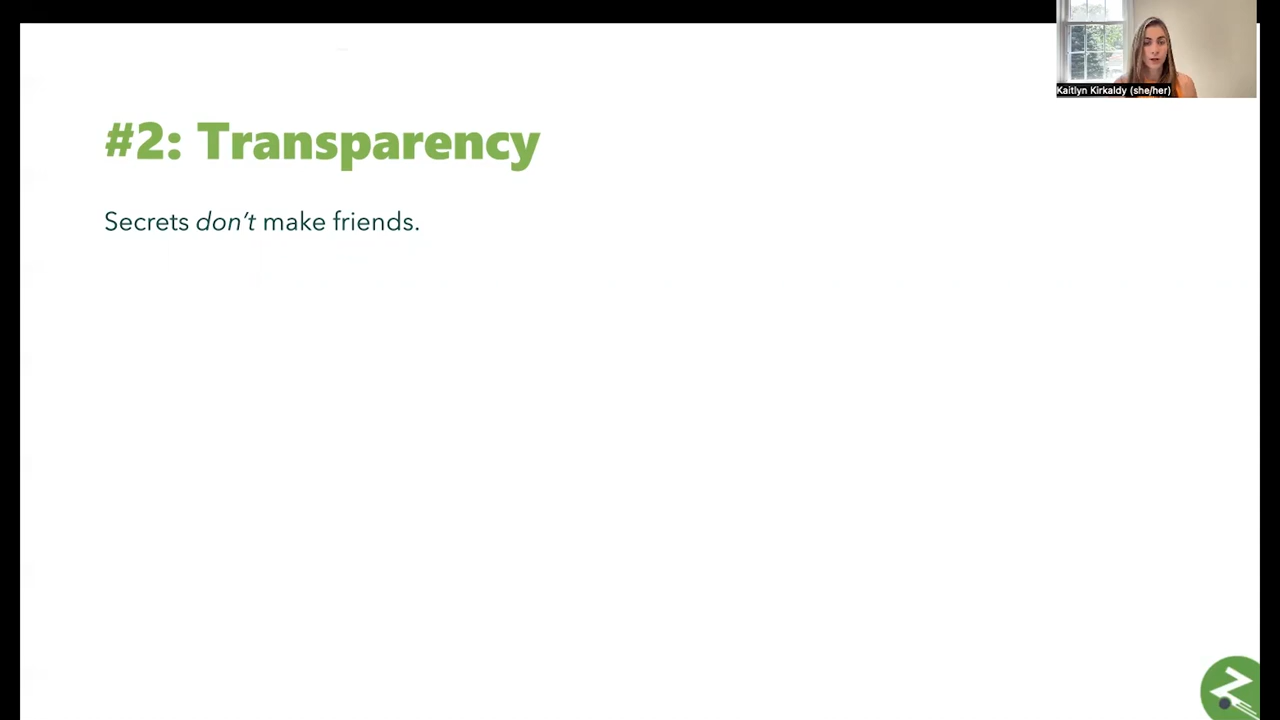 Kaitlyn Kirkaldy (she/her)
#2: Transparency
Secrets don't make friends.